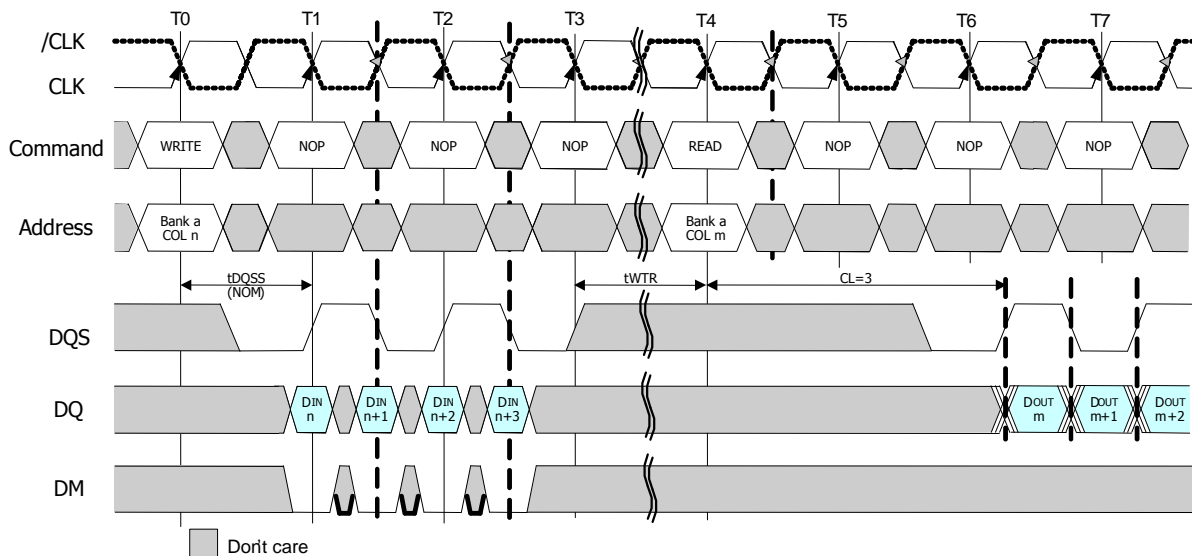 T0 T1 T2 T3 T4 T5 T6 T7
/CLK
CLK
Command WRITE NOP NOP NOP READ NOP NOP NOP
Address Bank a COL n Bank a COL m
tDQSS (NOM) tWTR CL=3
DQS
DQ DIN n DIN n+1 DIN n+2 DIN n+3 DOUT m DOUT m+1 DOUT m+2
DM
Don't care